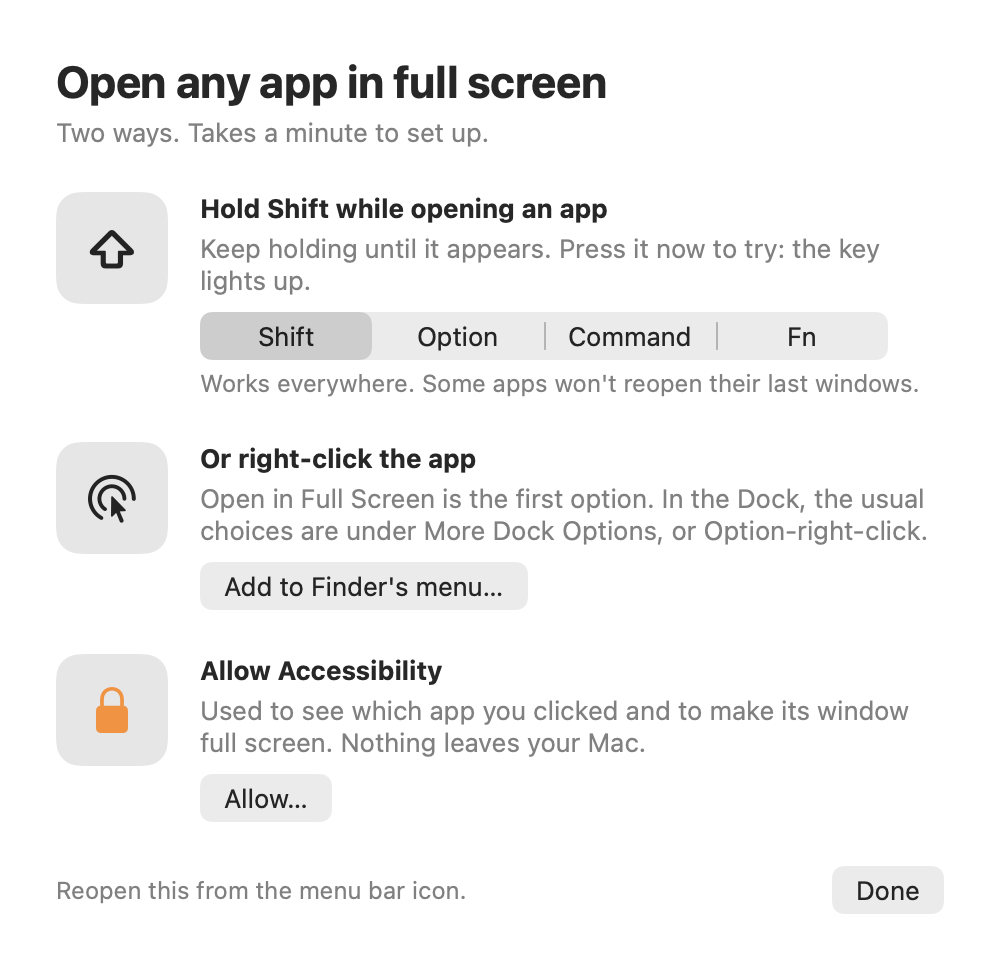 Open any app in full screen
Two ways. Takes a minute to set up.
Hold Shift while opening an app
Keep holding until it appears. Press it now to try: the key
lights up.
Shift
Option
Command
Fn
Works everywhere. Some apps won't reopen their last windows.
Or right-click the app
Open in Full Screen is the first option. In the Dock, the usual
choices are under More Dock Options, or Option-right-click.
Add to Finder's menu...
Allow Accessibility
Used to see which app you clicked and to make its window
full screen. Nothing leaves your Mac.
Allow...
Reopen this from the menu bar icon.
Done